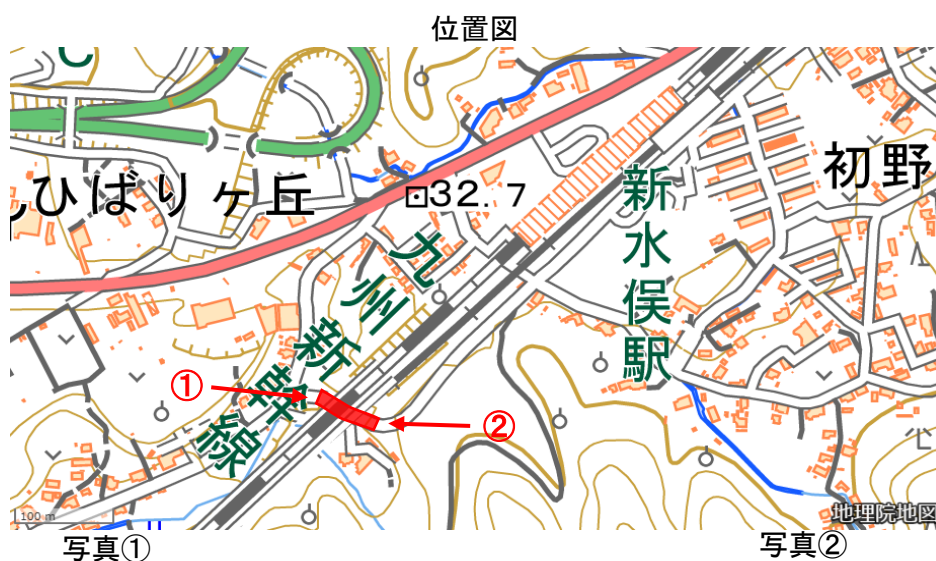 位置図
ひばりヶ丘
32.7
初野
新水俣駅
九州新幹線
①
②
100 m
地理院地図
写真①
写真②